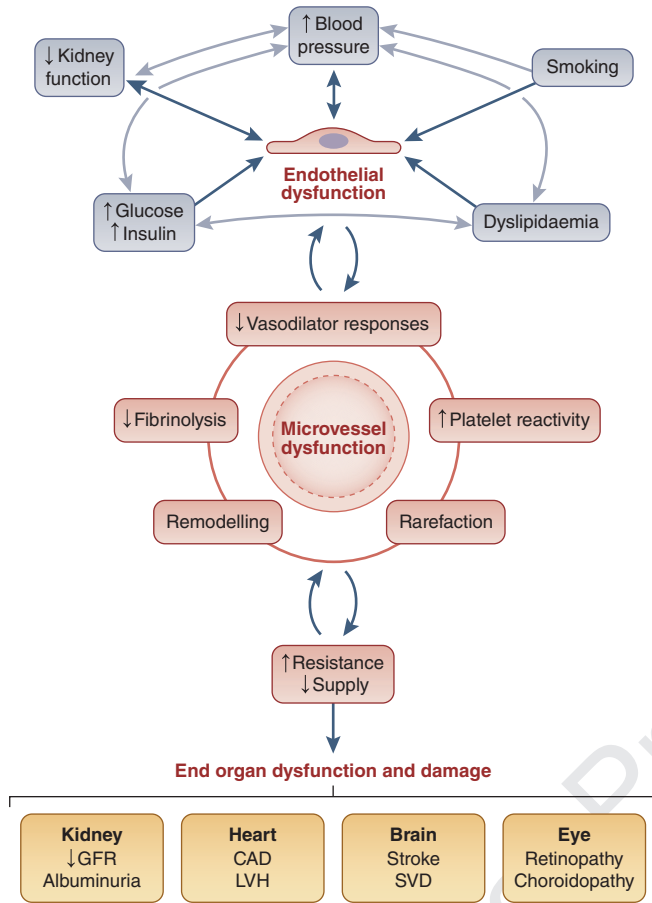 ↑Blood
pressure
↓Kidney
function
Smoking
Endothelial
dysfunction
↑Glucose
↑Insulin
Dyslipidaemia
↓Vasodilator responses
↓Fibrinolysis
↑Platelet reactivity
Microvessel
dysfunction
Remodelling
Rarefaction
↑Resistance
↓Supply
End organ dysfunction and damage
Kidney
↓GFR
Albuminuria
Heart
CAD
LVH
Brain
Stroke
SVD
Eye
Retinopathy
Choroidopathy